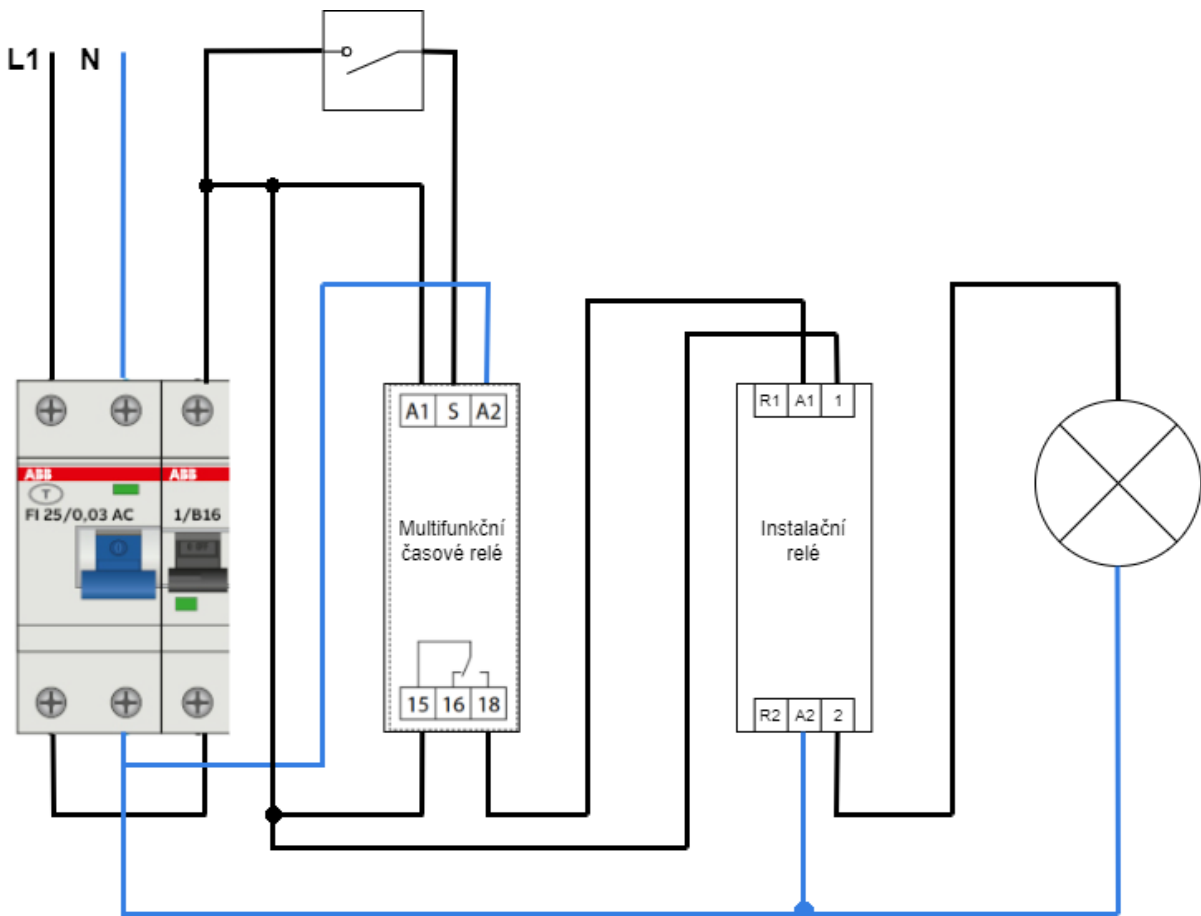 L1 N
ABB
ABB
T
FI 25/0,03 AC
1/B16
A1 S A2
Multifunkční
časové relé
15 16 18
R1 A1 1
Instalační
relé
R2 A2 2